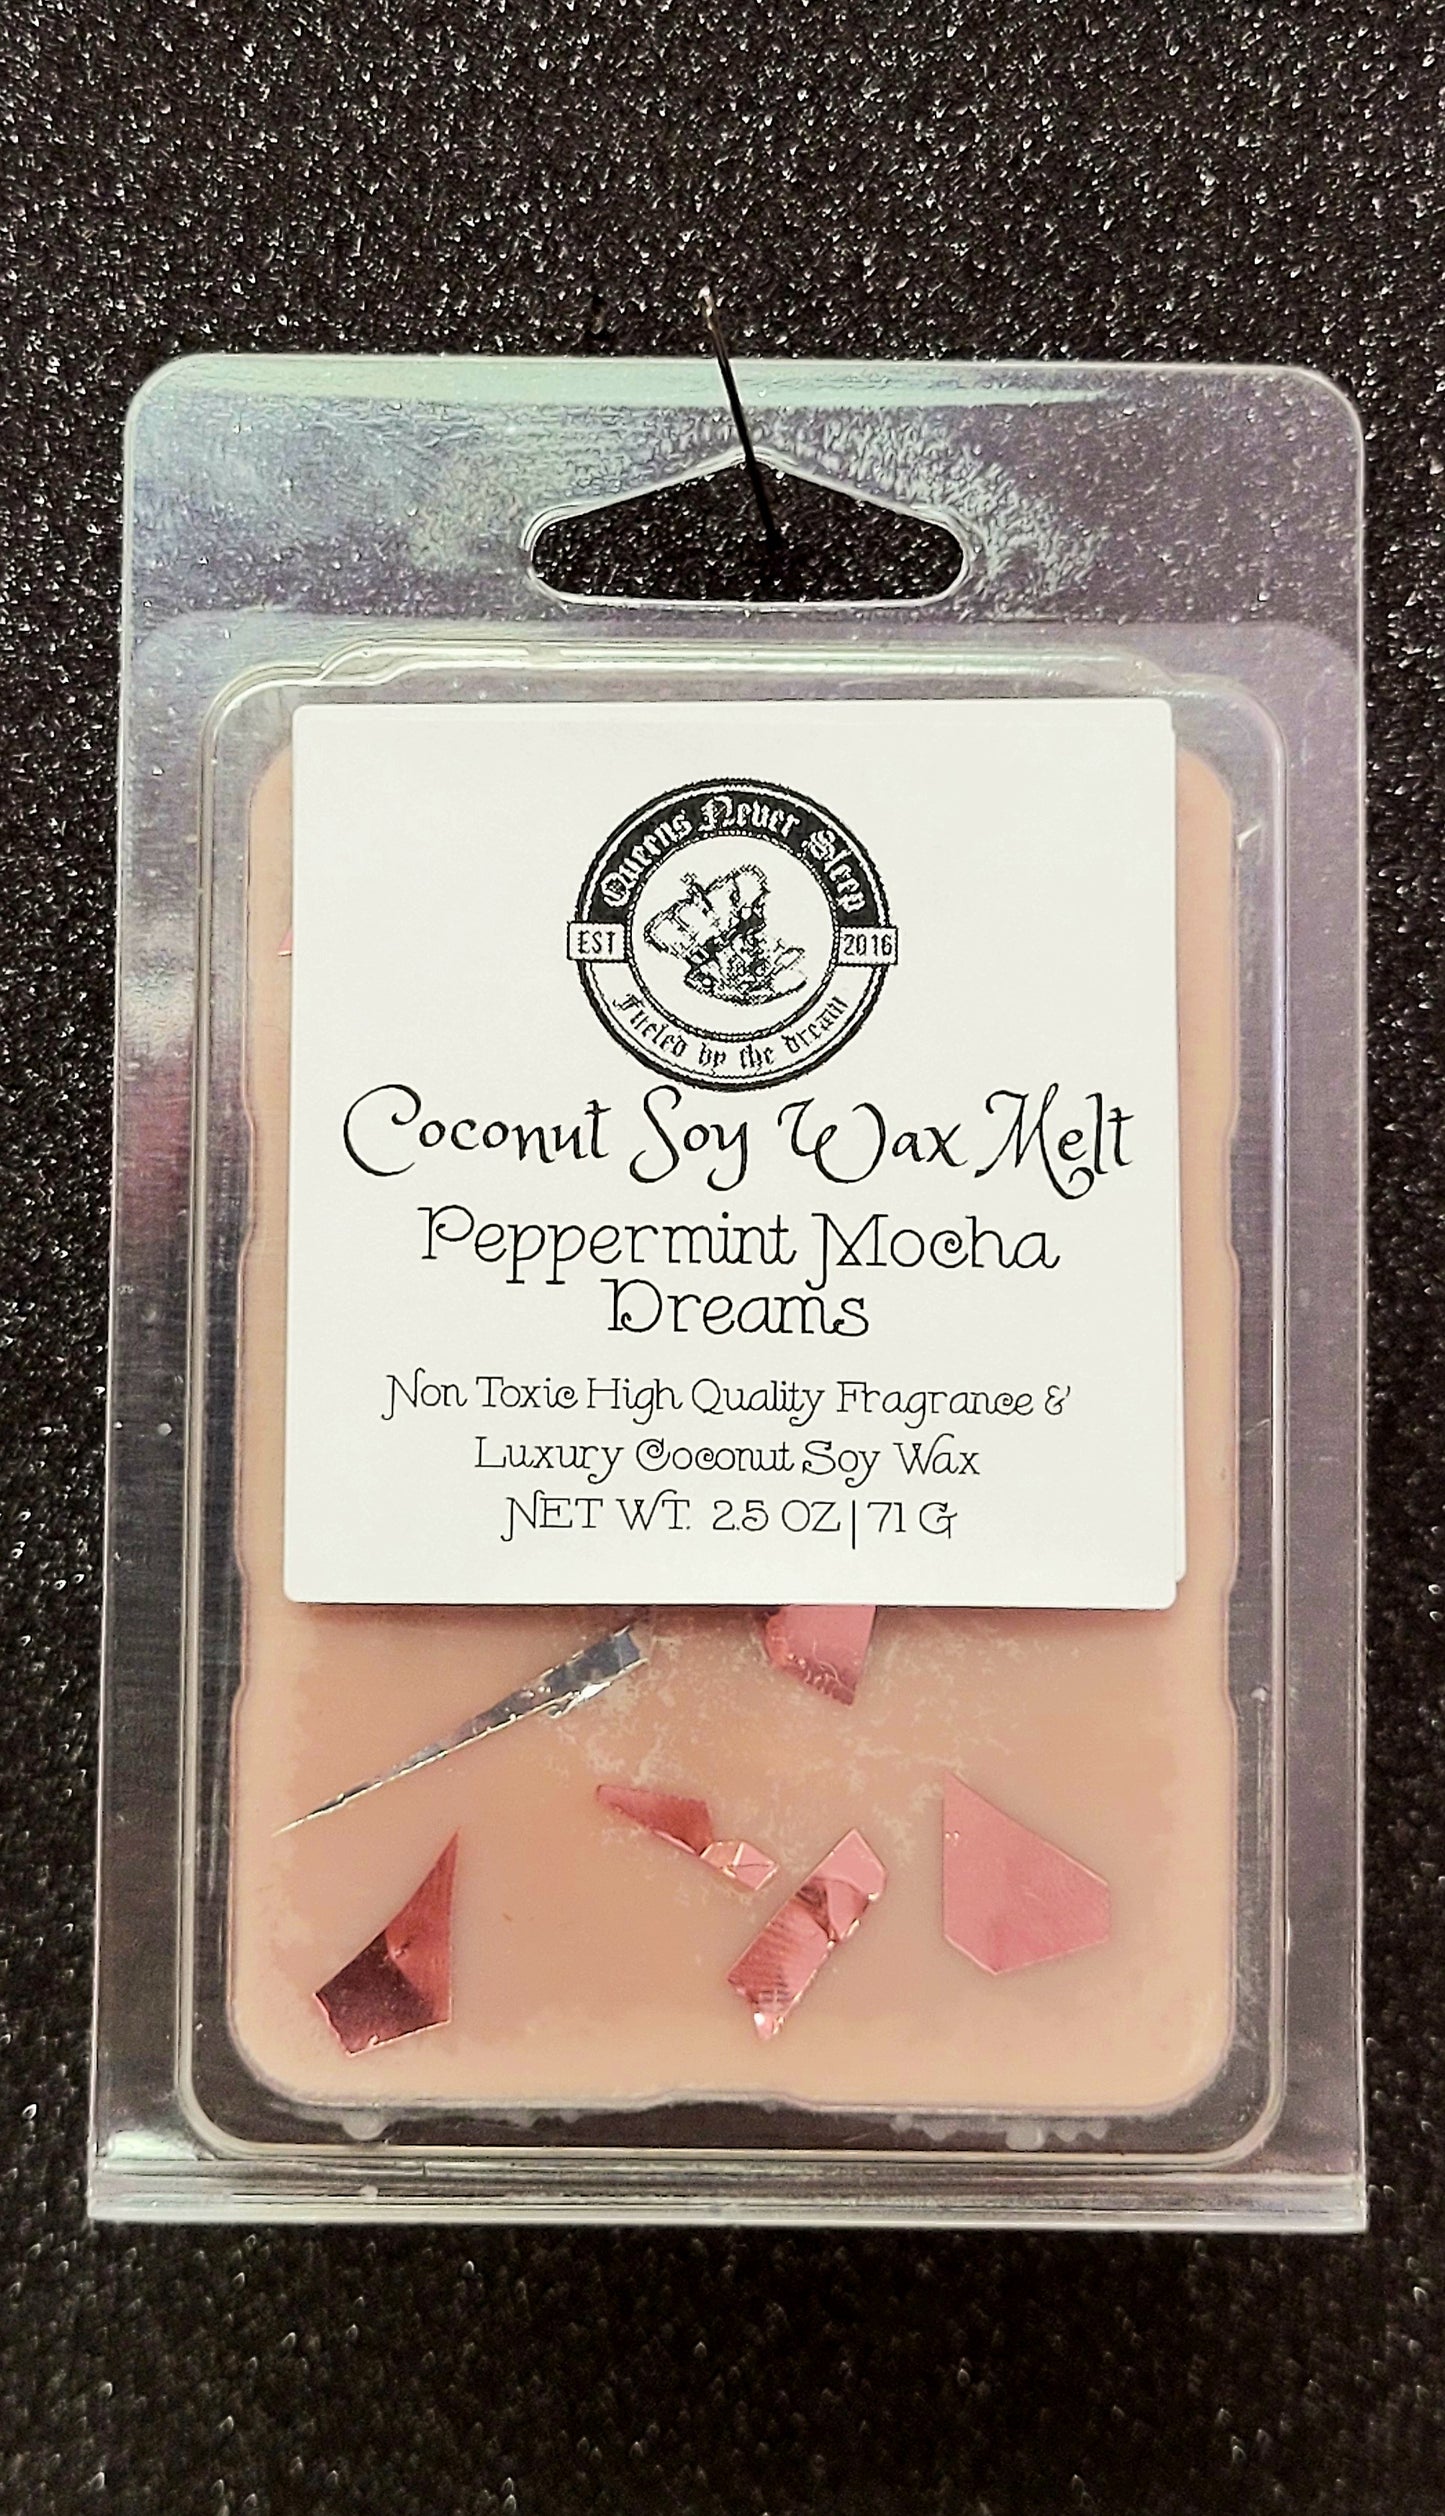 Queens Never Sleep
EST 2016
Fueled by the dream
Coconut Soy Wax Melt
Peppermint Mocha
Dreams
Non Toxic High Quality Fragrance &
Luxury Coconut Soy Wax
NET WT. 2.5 OZ | 71 G